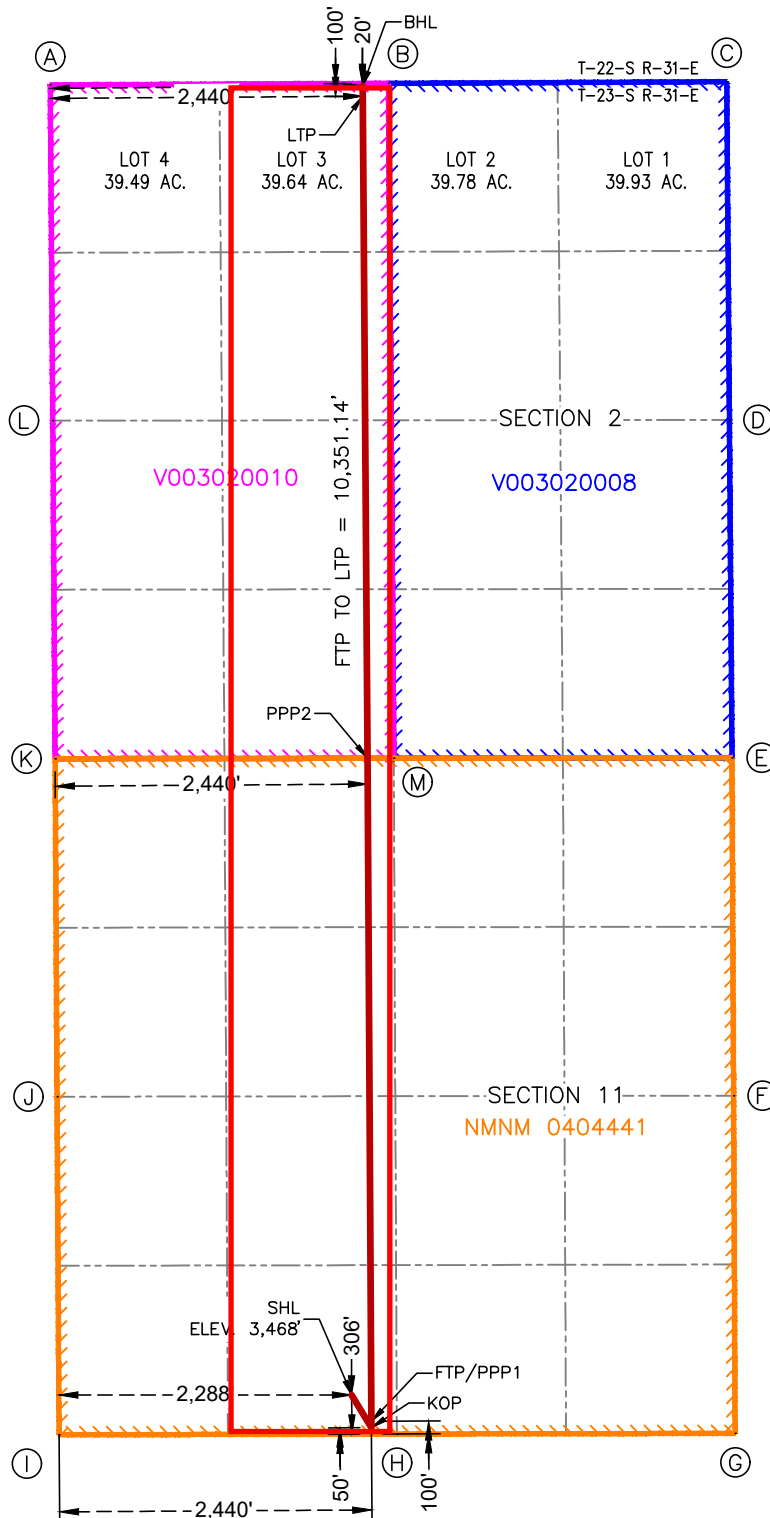 100'
20'
BHL
A
B
C
T-22-S R-31-E
T-23-S R-31-E
2,440
LTP
LOT 4
39.49 AC.
LOT 3
39.64 AC.
LOT 2
39.78 AC.
LOT 1
39.93 AC.
L
SECTION 2
D
V003020010
V003020008
FTP TO LTP = 10,351.14'
PPP2
K
E
2,440'
M
J
SECTION 11
F
NMNM 0404441
SHL
ELEV. 3,468'
306'
2,288
FTP/PPP1
KOP
I
H
G
50'
100'
2,440'